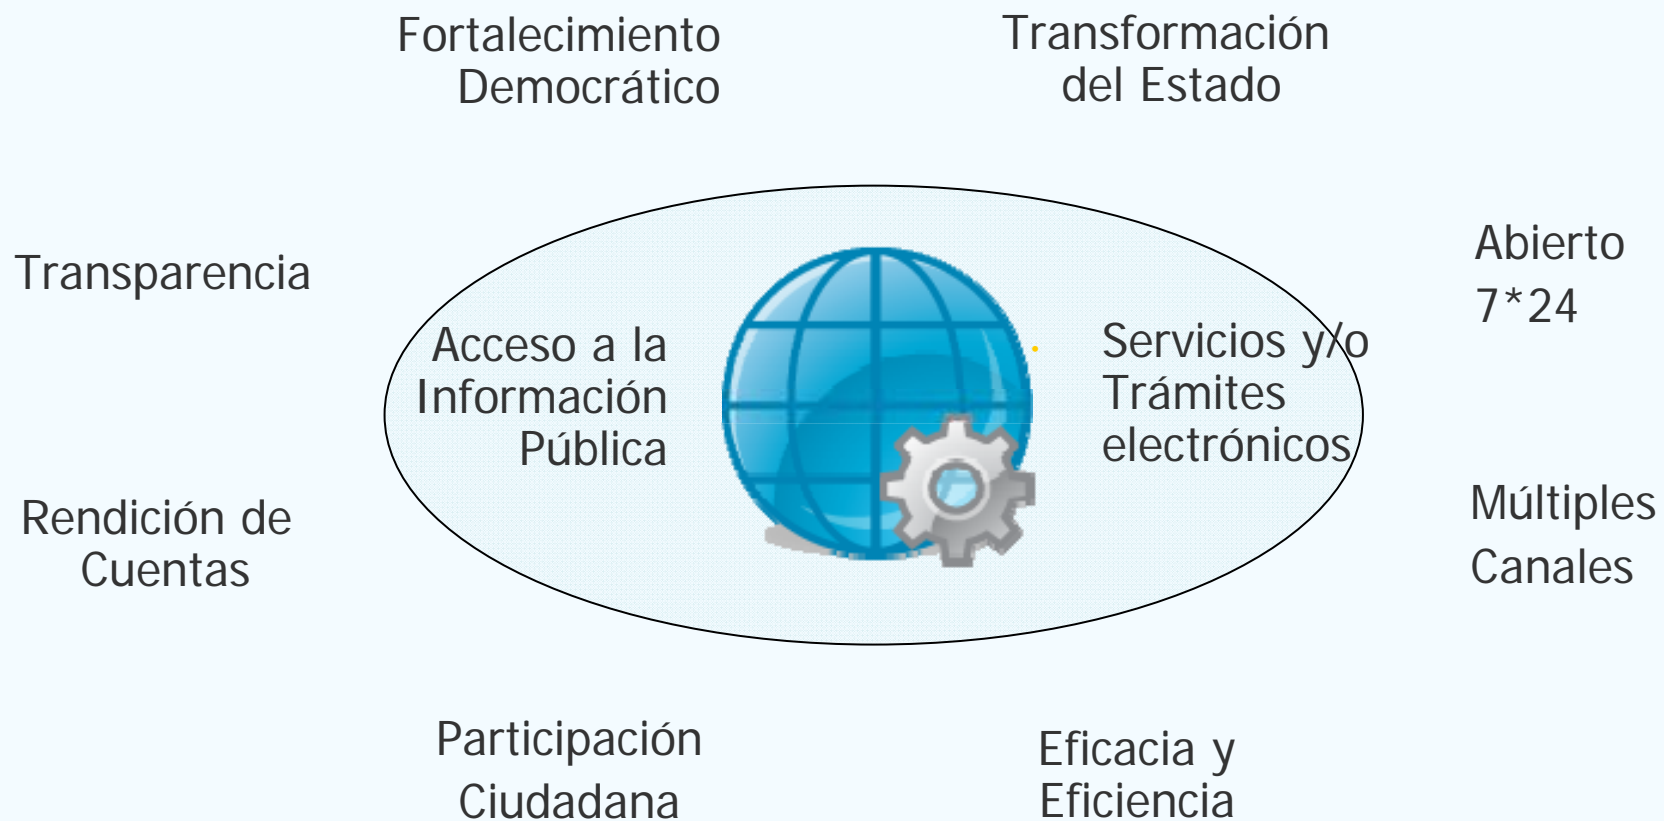 Fortalecimiento
Democrático
Transformación
del Estado
Transparencia
Abierto
7*24
Acceso a la
Información
Pública
Servicios y/o
Trámites
electrónicos
Rendición de
Cuentas
Múltiples
Canales
Participación
Ciudadana
Eficacia y
Eficiencia